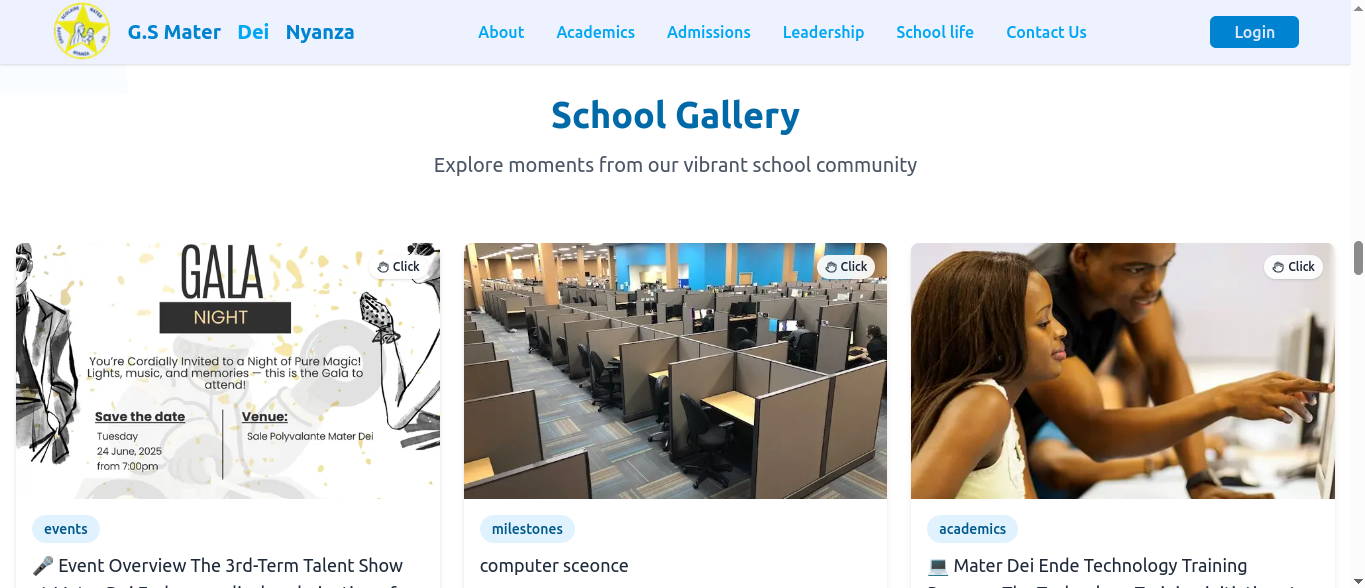 G.S Mater Dei Nyanza
About Academics Admissions Leadership School life Contact Us
Login
School Gallery
Explore moments from our vibrant school community
GALA
NIGHT
You're Cordially Invited to a Night of Pure Magic!
Lights, music, and memories — this is the Gala to
attend!
Save the date
Tuesday
24 June, 2025
from 7:00pm
Venue:
Sale Polyvalante Mater Dei
Click
events
🎤 Event Overview The 3rd-Term Talent Show
Click
milestones
computer sceonce
Click
academics
💻 Mater Dei Ende Technology Training